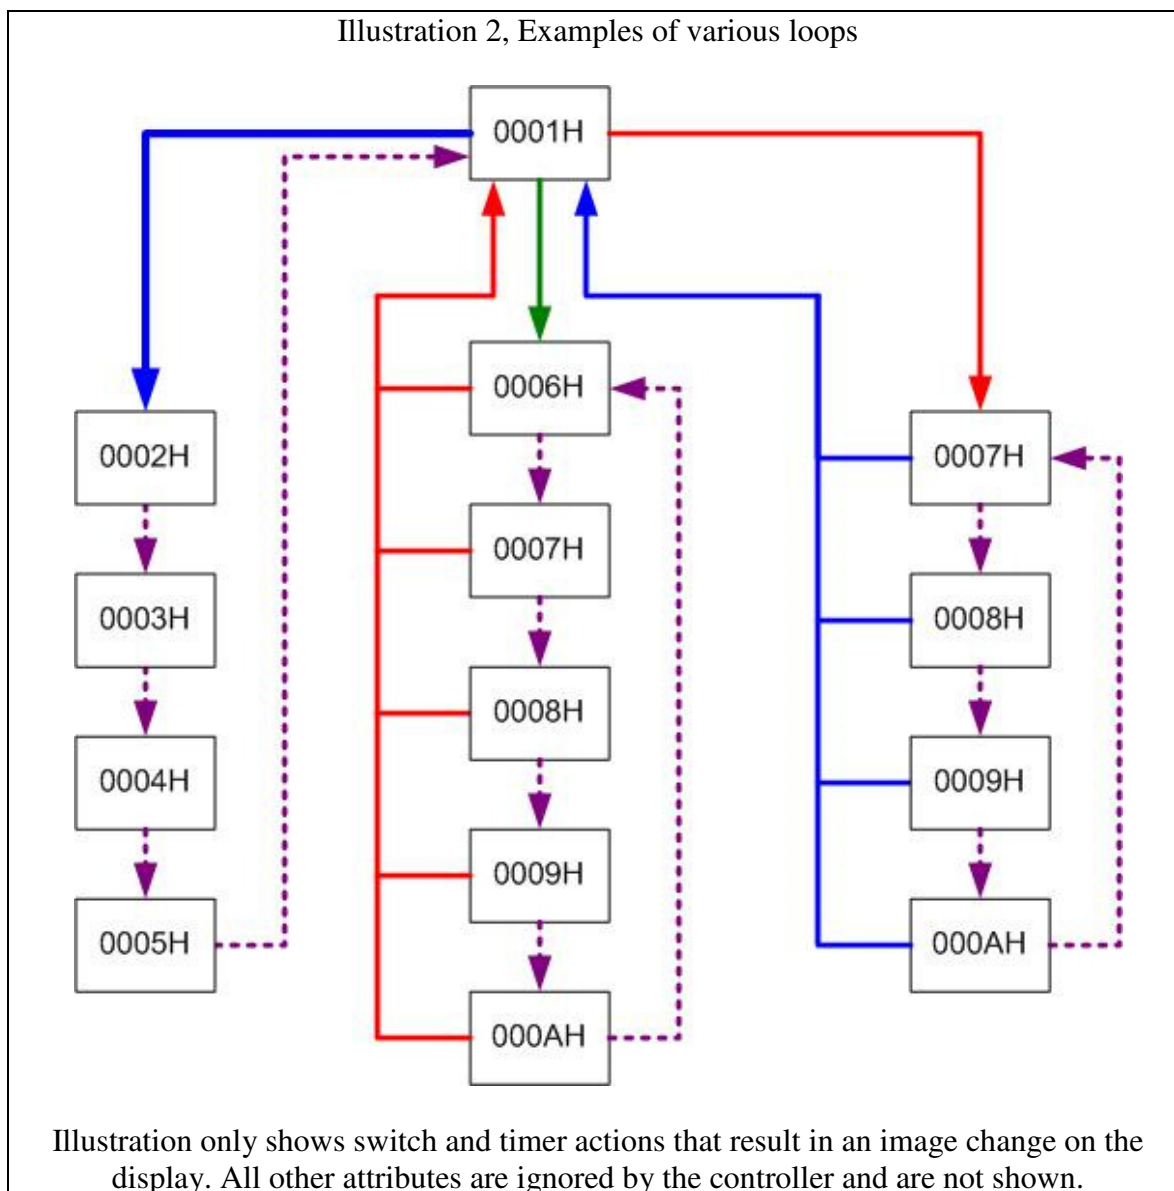 Illustration 2, Examples of various loops
0001H
0006H
0002H
0007H
0007H
0003H
0008H
0008H
0004H
0009H
0009H
0005H
000AH
000AH
Illustration only shows switch and timer actions that result in an image change on the
display. All other attributes are ignored by the controller and are not shown.